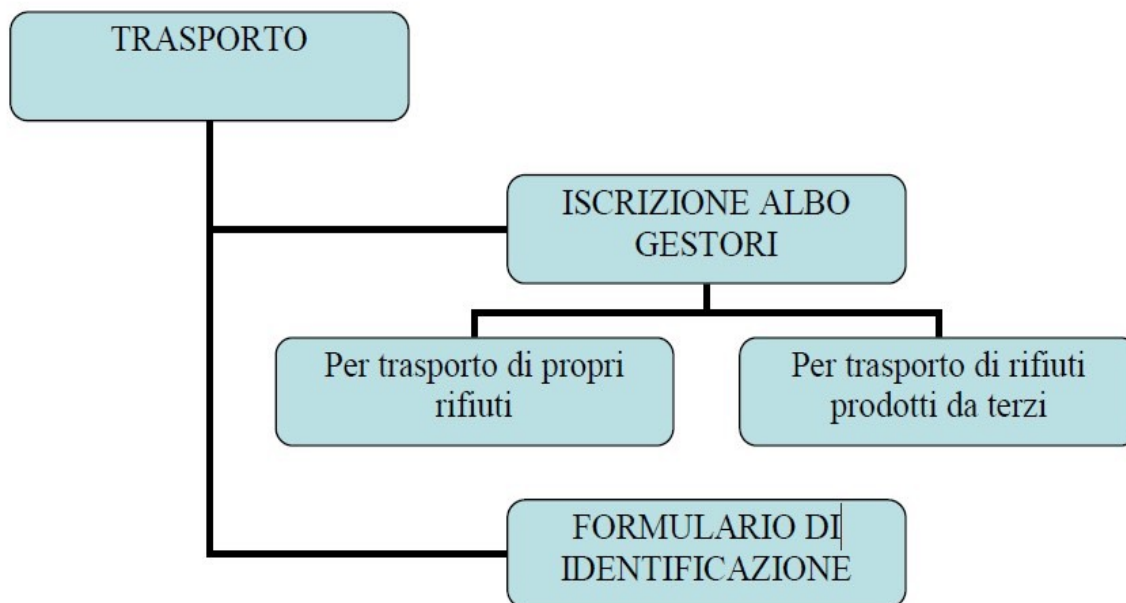 TRASPORTO
ISCRIZIONE ALBO
GESTORI
Per trasporto di propri
rifiuti
Per trasporto di rifiuti
prodotti da terzi
FORMULARIO DI
IDENTIFICAZIONE